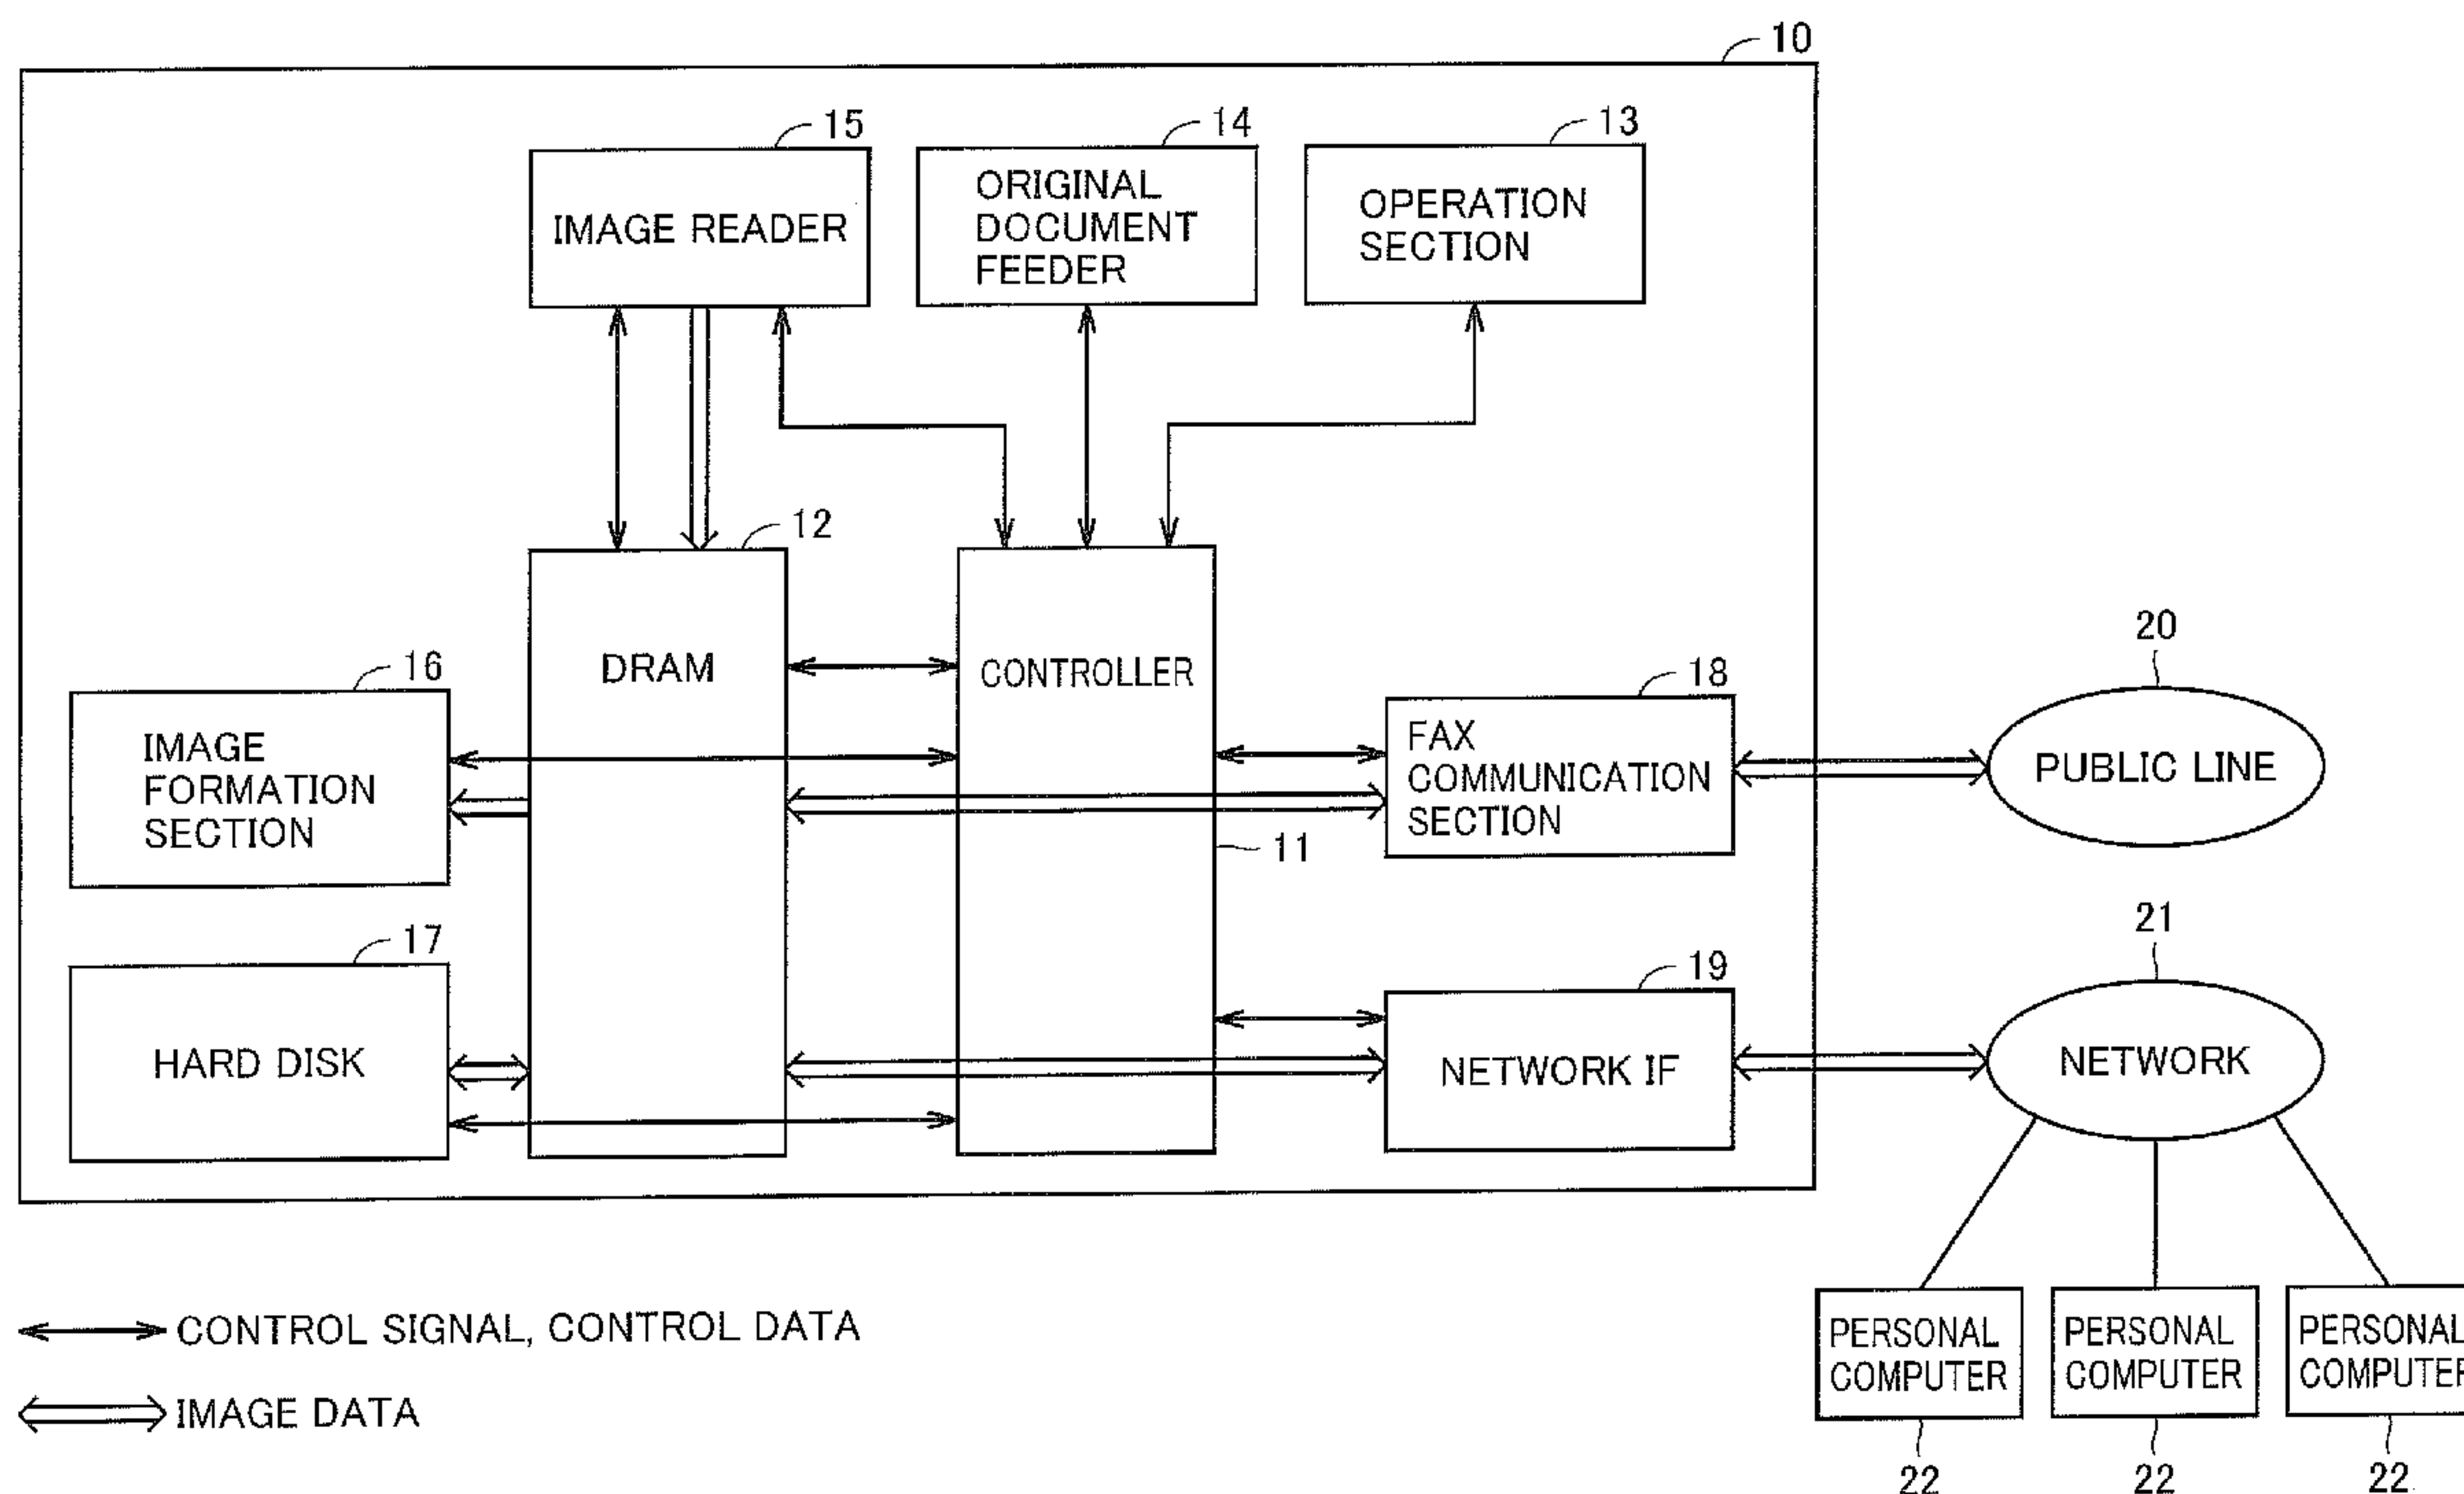 10
15
14
13
IMAGE READER
ORIGINAL
DOCUMENT
FEEDER
OPERATION
SECTION
12
DRAM
CONTROLLER
16
IMAGE
FORMATION
SECTION
18
FAX
COMMUNICATION
SECTION
11
20
PUBLIC LINE
17
HARD DISK
19
NETWORK IF
21
NETWORK
CONTROL SIGNAL, CONTROL DATA
IMAGE DATA
PERSONAL
COMPUTER
22
PERSONAL
COMPUTER
22
PERSONAL
COMPUTER
22